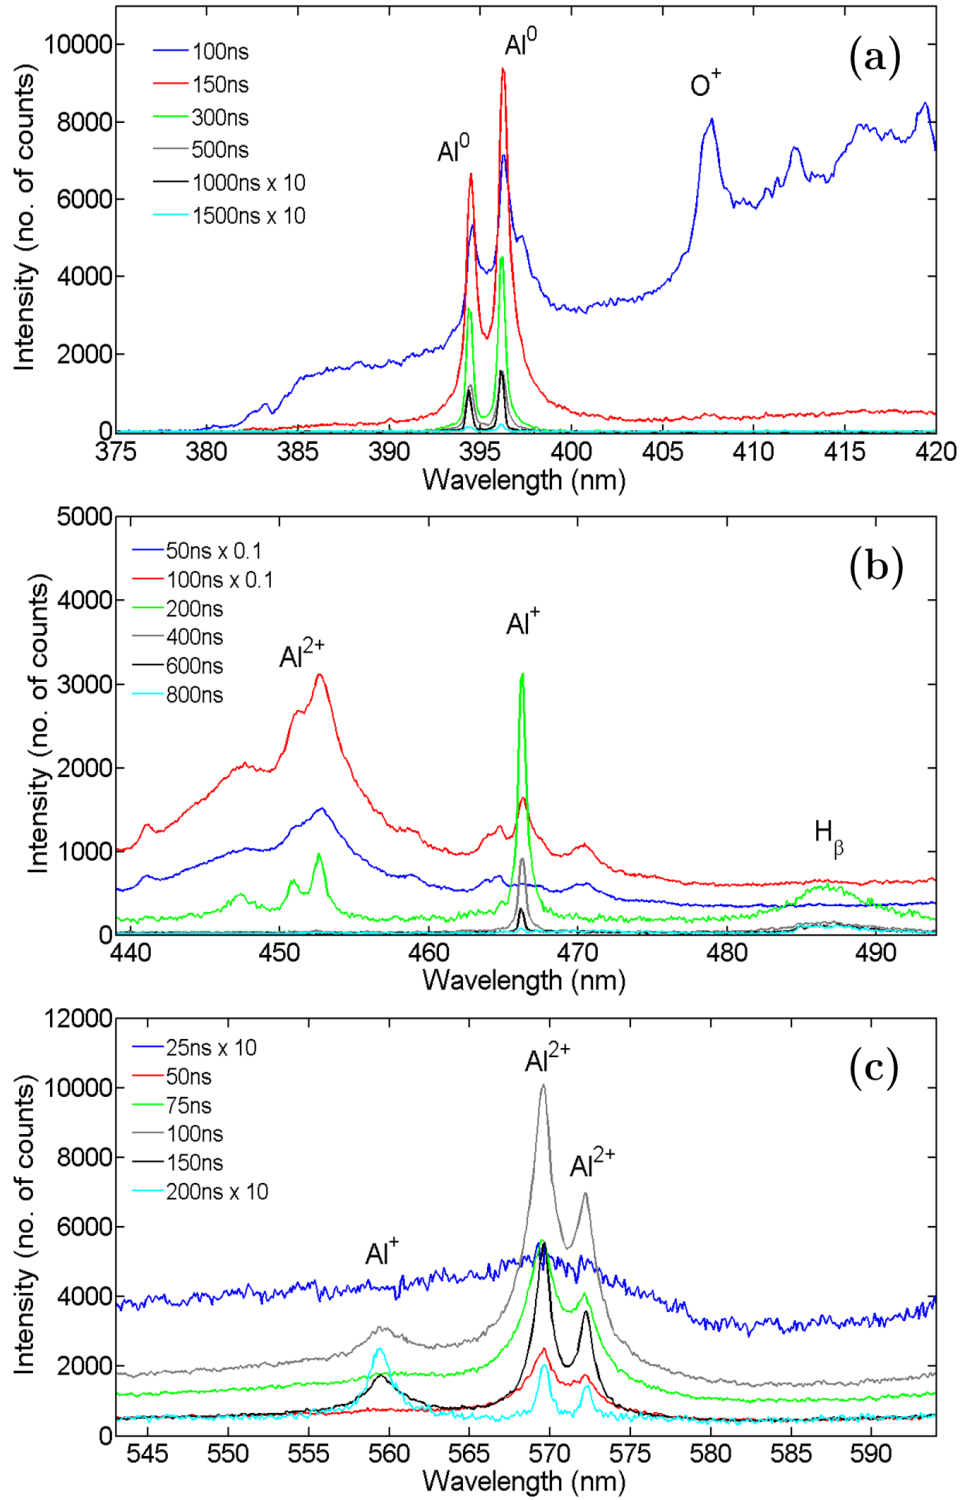 (a)
100ns
150ns
300ns
500ns
1000ns x 10
1500ns x 10
Al⁰
Al⁰
O⁺
Intensity (no. of counts)
10000
8000
6000
4000
2000
0
375 380 385 390 395 400 405 410 415 420
Wavelength (nm)
(b)
50ns x 0.1
100ns x 0.1
200ns
400ns
600ns
800ns
Al²⁺
Al⁺
Hβ
Intensity (no. of counts)
5000
4000
3000
2000
1000
0
440 450 460 470 480 490
Wavelength (nm)
(c)
25ns x 10
50ns
75ns
100ns
150ns
200ns x 10
Al⁺
Al²⁺
Al²⁺
Intensity (no. of counts)
12000
10000
8000
6000
4000
2000
0
545 550 555 560 565 570 575 580 585 590
Wavelength (nm)